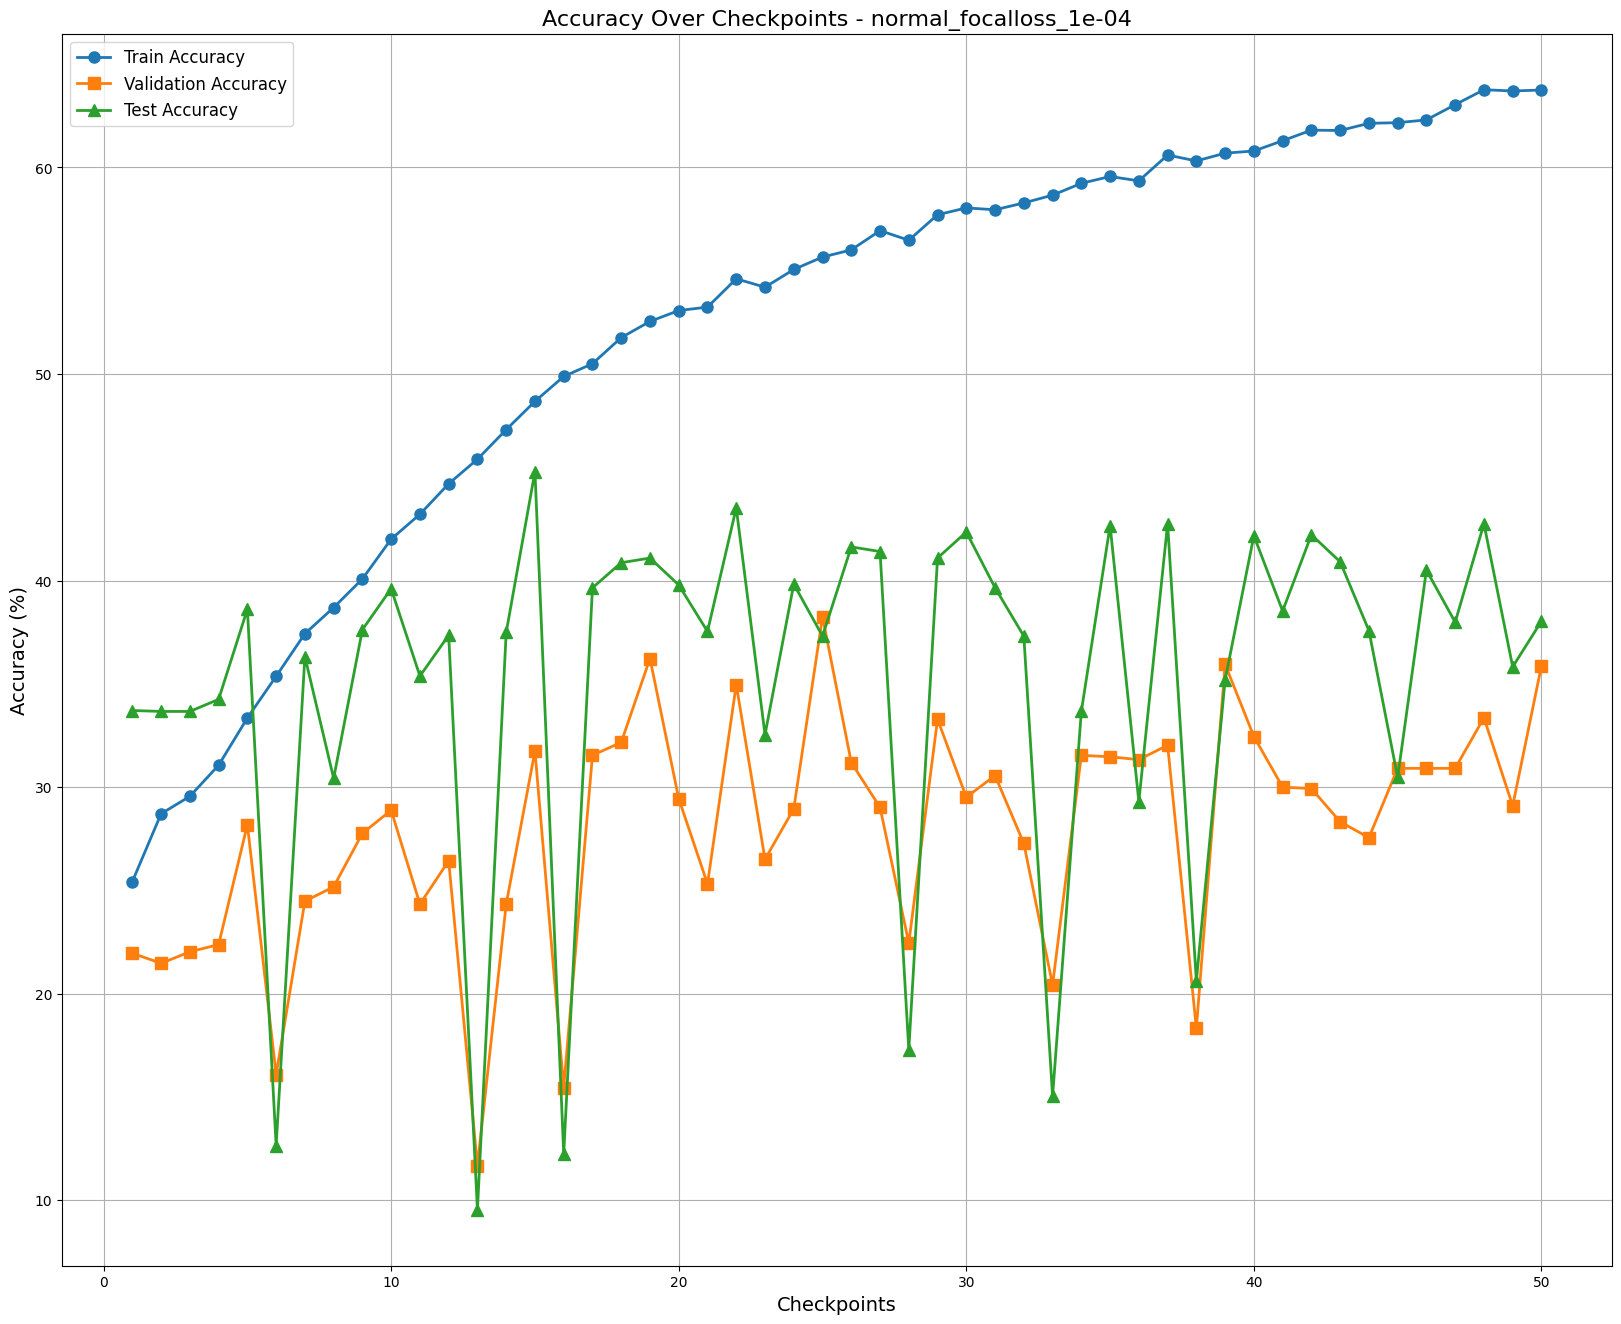 Accuracy Over Checkpoints - normal_focalloss_1e-04
Train Accuracy
Validation Accuracy
Test Accuracy
Accuracy (%)
60
50
40
30
20
10
0 10 20 30 40 50
Checkpoints